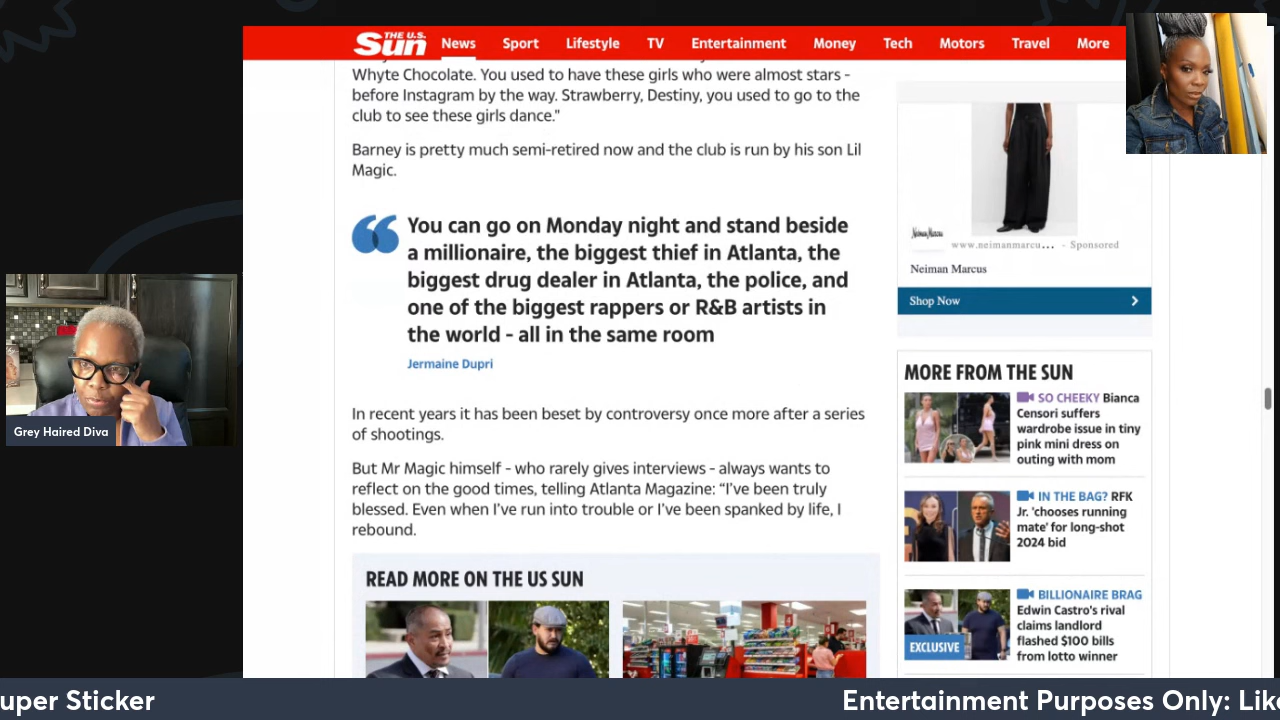 THE U.S. Sun
News Sport Lifestyle TV Entertainment Money Tech Motors Travel More
Whyte Chocolate. You used to have these girls who were almost stars -
before Instagram by the way. Strawberry, Destiny, you used to go to the
club to see these girls dance."
Barney is pretty much semi-retired now and the club is run by his son Lil
Magic.
You can go on Monday night and stand beside
a millionaire, the biggest thief in Atlanta, the
biggest drug dealer in Atlanta, the police, and
one of the biggest rappers or R&B artists in
the world - all in the same room
Jermaine Dupri
In recent years it has been beset by controversy once more after a series
of shootings.
But Mr Magic himself - who rarely gives interviews - always wants to
reflect on the good times, telling Atlanta Magazine: “I’ve been truly
blessed. Even when I’ve run into trouble or I’ve been spanked by life, I
rebound.
READ MORE ON THE US SUN
Neiman Marcus
www.neimanmarcu... - Sponsored
Neiman Marcus
Shop Now
MORE FROM THE SUN
SO CHEEKY Bianca
Censori suffers
wardrobe issue in tiny
pink mini dress on
outing with mom
IN THE BAG? RFK
Jr. 'chooses running
mate' for long-shot
2024 bid
BILLIONAIRE BRAG
Edwin Castro's rival
claims landlord
flashed $100 bills
from lotto winner
EXCLUSIVE
Grey Haired Diva
uper Sticker
Entertainment Purposes Only: Lik